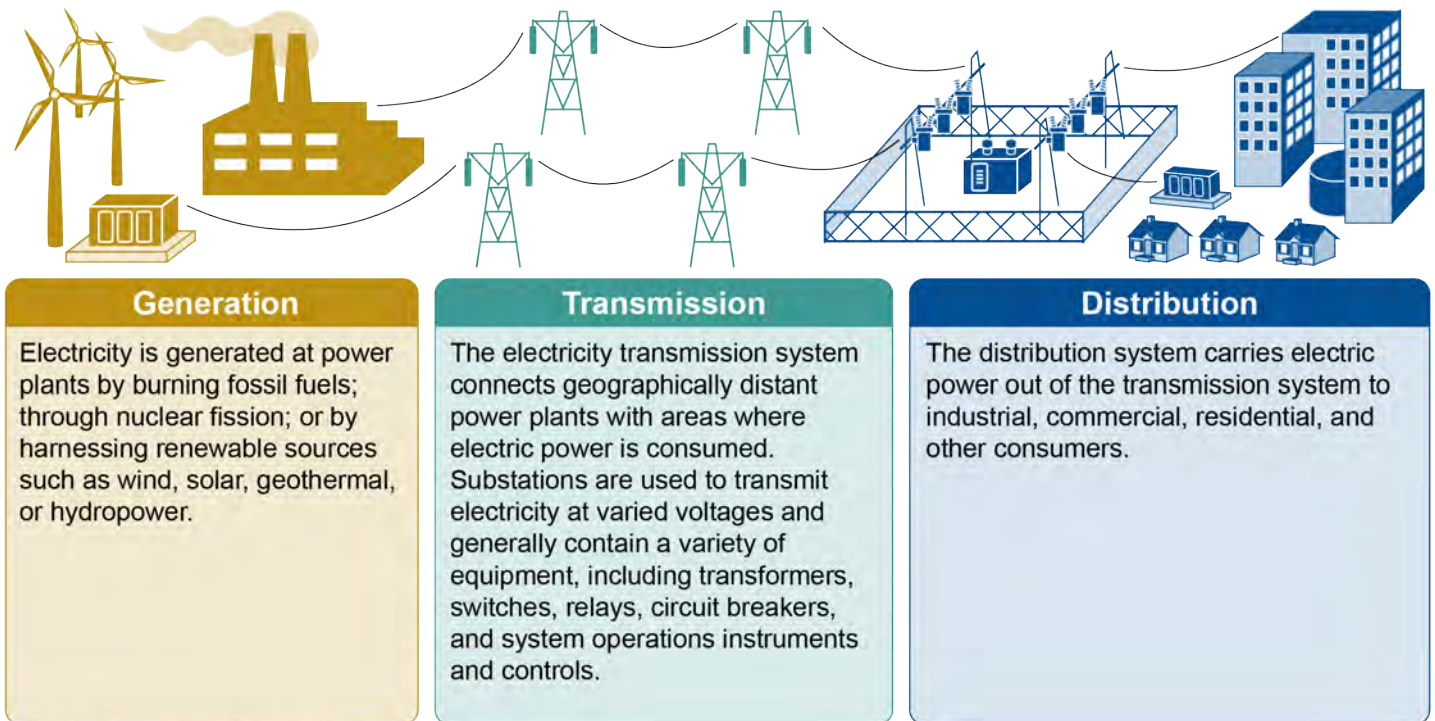 Generation
Electricity is generated at power
plants by burning fossil fuels;
through nuclear fission; or by
harnessing renewable sources
such as wind, solar, geothermal,
or hydropower.
Transmission
The electricity transmission system
connects geographically distant
power plants with areas where
electric power is consumed.
Substations are used to transmit
electricity at varied voltages and
generally contain a variety of
equipment, including transformers,
switches, relays, circuit breakers,
and system operations instruments
and controls.
Distribution
The distribution system carries electric
power out of the transmission system to
industrial, commercial, residential, and
other consumers.